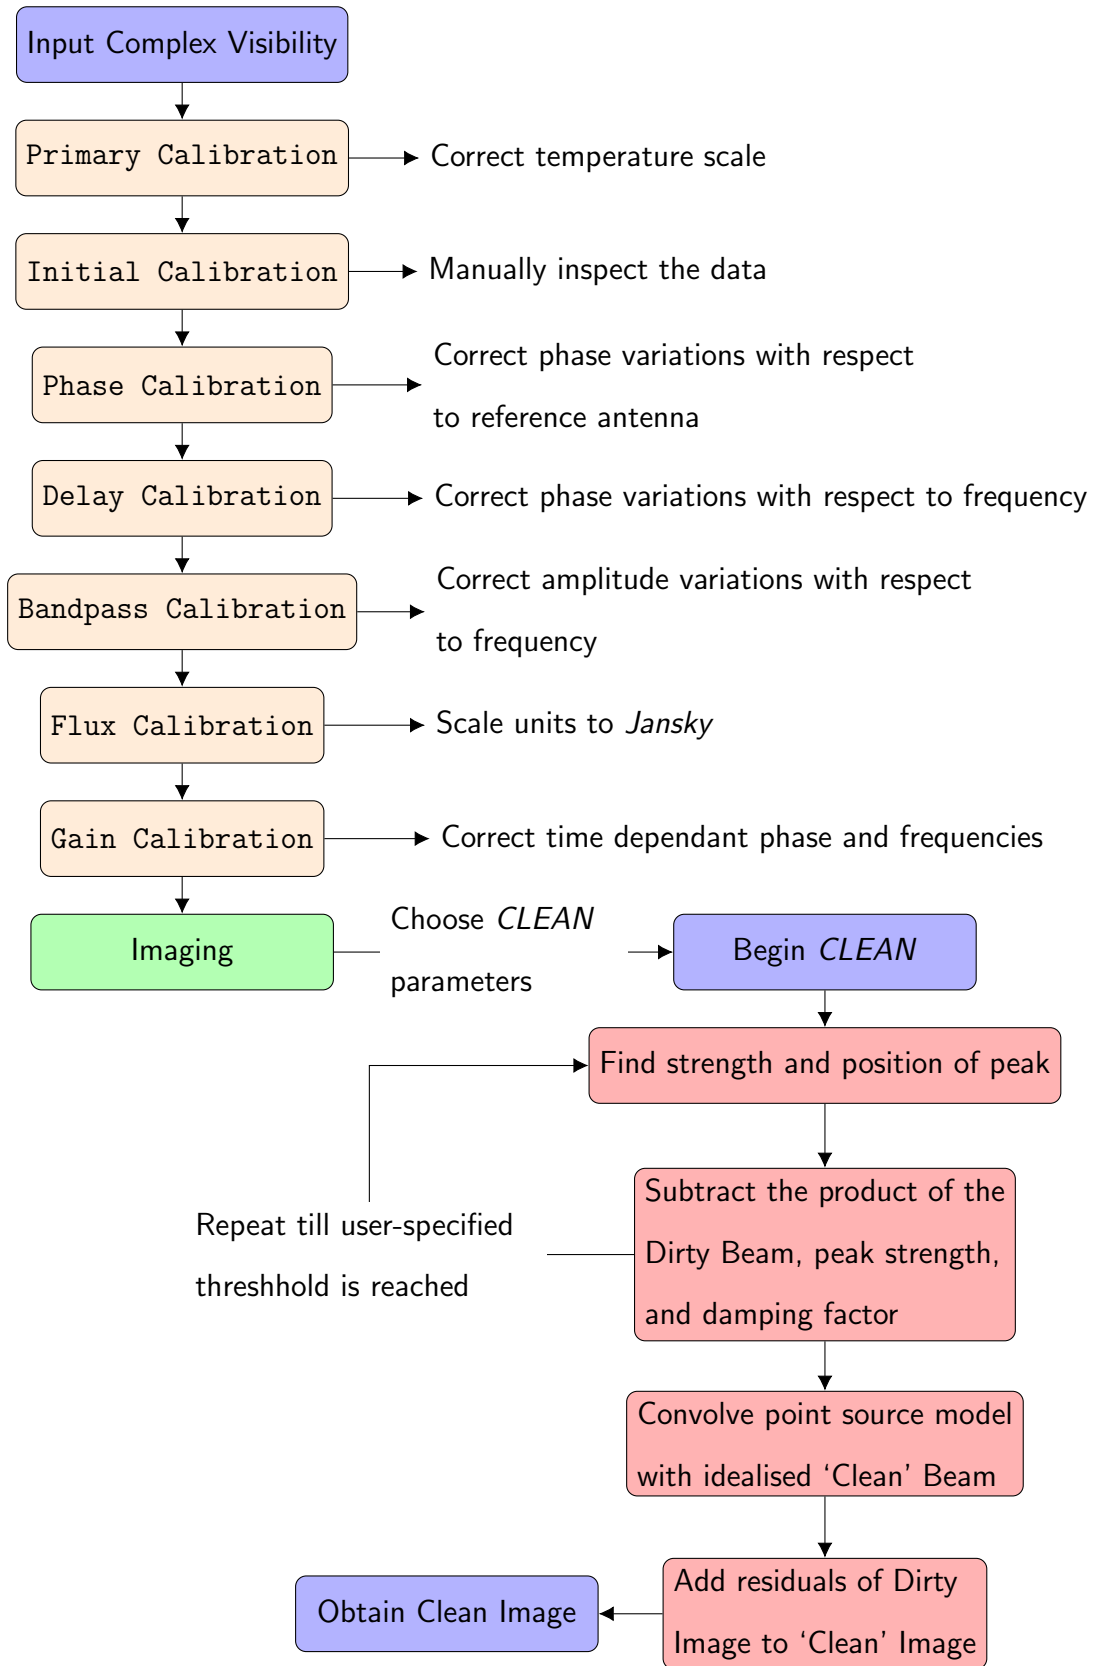 Input Complex Visibility
Primary Calibration
Correct temperature scale
Initial Calibration
Manually inspect the data
Phase Calibration
Correct phase variations with respect
to reference antenna
Delay Calibration
Correct phase variations with respect to frequency
Bandpass Calibration
Correct amplitude variations with respect
to frequency
Flux Calibration
Scale units to Jansky
Gain Calibration
Correct time dependant phase and frequencies
Imaging
Choose CLEAN
parameters
Begin CLEAN
Find strength and position of peak
Subtract the product of the
Dirty Beam, peak strength,
and damping factor
Repeat till user-specified
threshhold is reached
Convolve point source model
with idealised ‘Clean’ Beam
Add residuals of Dirty
Image to ‘Clean’ Image
Obtain Clean Image